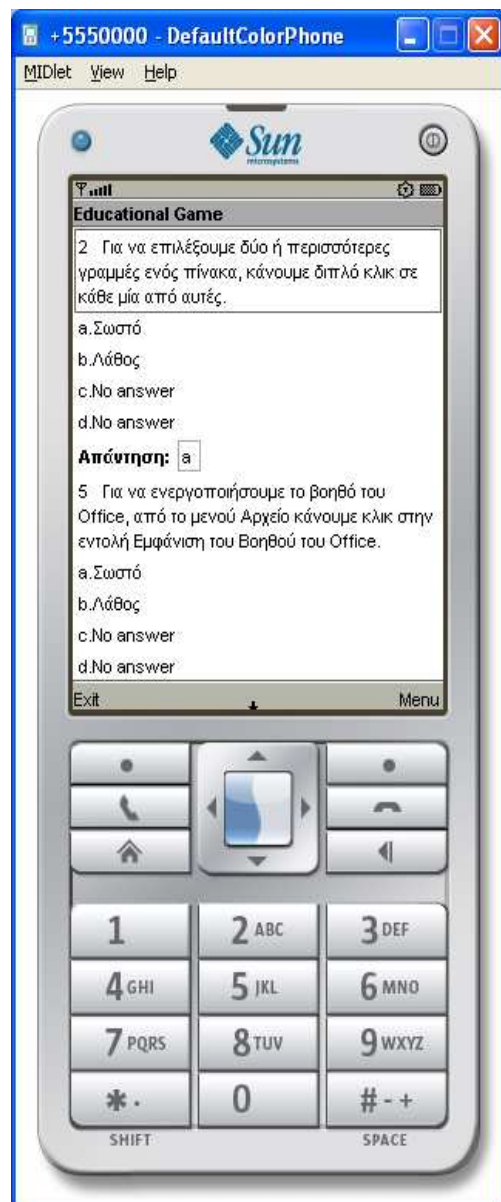 +5550000 - DefaultColorPhone
MIDlet View Help
Sun
microsystems
Educational Game
2 Για να επιλέξουμε δύο ή περισσότερες
γραμμές ενός πίνακα, κάνουμε διπλό κλικ σε
κάθε μία από αυτές.
a.Σωστό
b.Λάθος
c.No answer
d.No answer
Απάντηση: a
5 Για να ενεργοποιήσουμε το βοηθό του
Office, από το μενού Αρχείο κάνουμε κλικ στην
εντολή Εμφάνιση του Βοηθού του Office.
a.Σωστό
b.Λάθος
c.No answer
d.No answer
Exit Menu
1 2 ABC 3 DEF
4 GHI 5 JKL 6 MNO
7 PQRS 8 TUV 9 WXYZ
* . 0 # - +
SHIFT SPACE